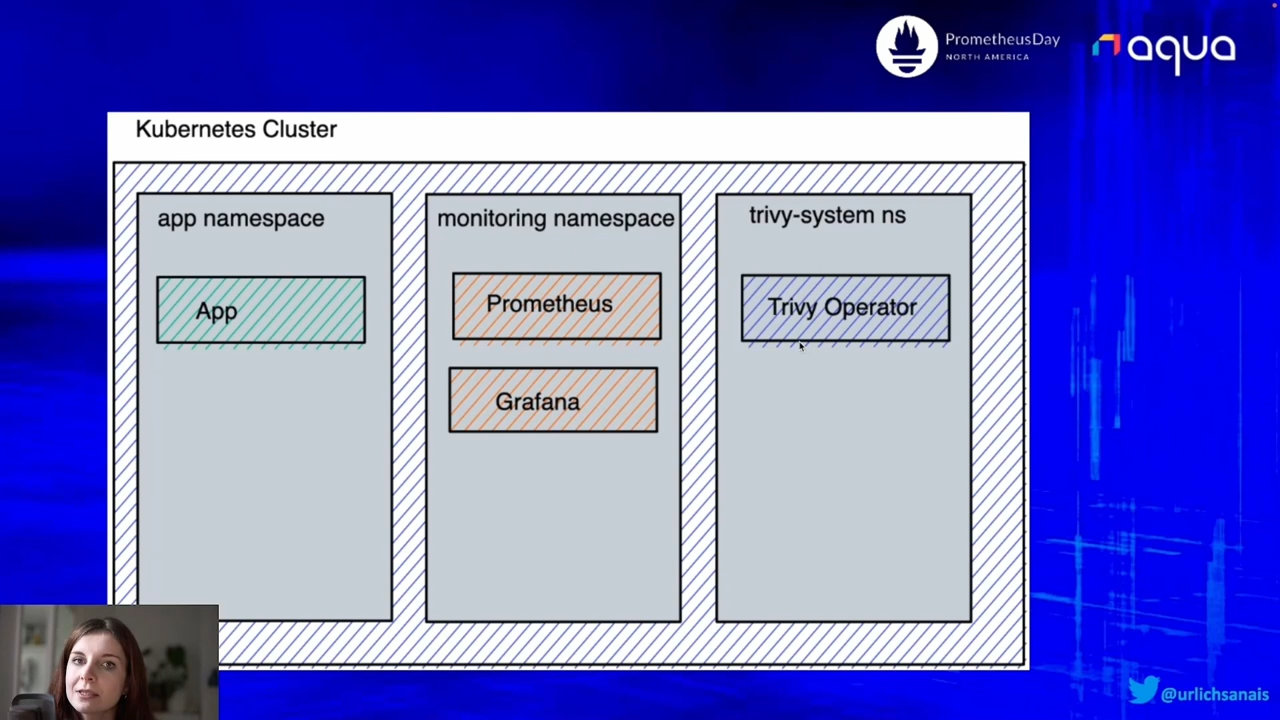 PrometheusDay
NORTH AMERICA
aqua
Kubernetes Cluster
app namespace
monitoring namespace
trivy-system ns
App
Prometheus
Trivy Operator
Grafana
@urlichsanais